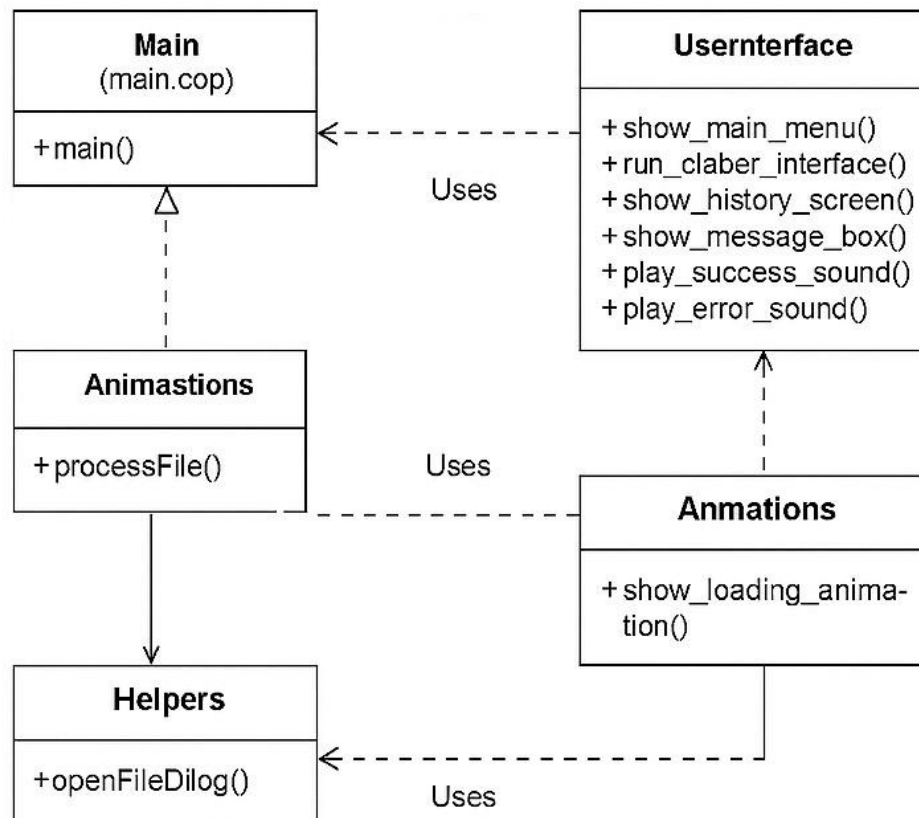 Main
(main.cop)
+main()
Usernterface
+show_main_menu()
+run_claber_interface()
+show_history_screen()
+show_message_box()
+play_success_sound()
+play_error_sound()
Uses
Animastions
+processFile()
Uses
Anmations
+show_loading_anima-
tion()
Helpers
+openFileDilog()
Uses